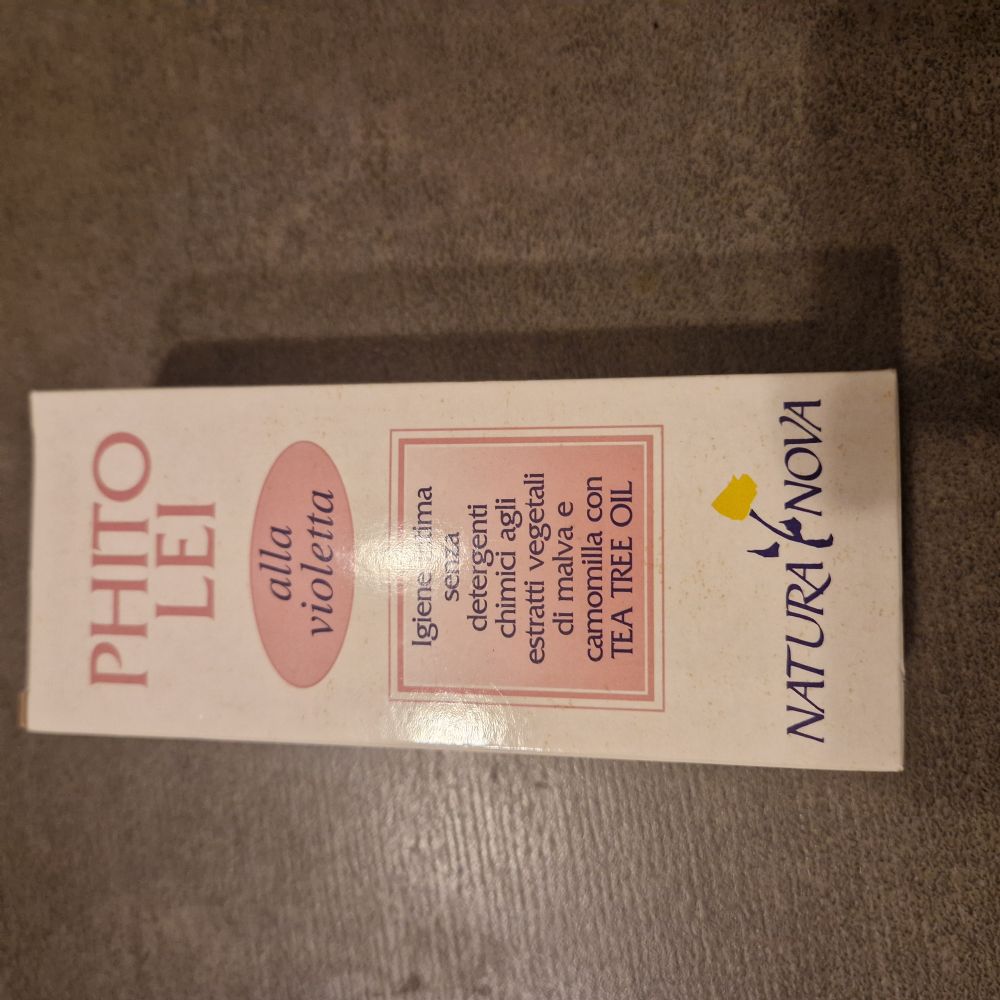 PHITO
LEI
alla
violetta
Igiene intima
senza
detergenti
chimici agli
estratti vegetali
di malva e
camomilla con
TEA TREE OIL
NATURA NOVA